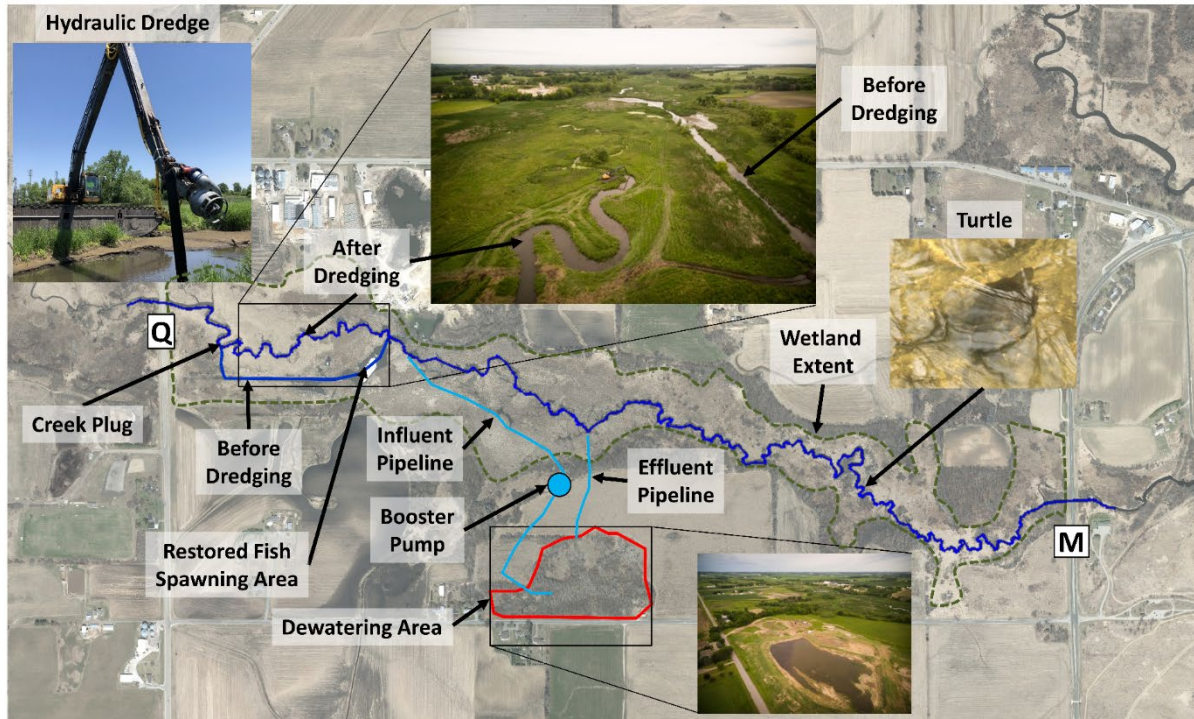 Hydraulic Dredge
Before
Dredging
Turtle
After
Dredging
Q
Wetland
Extent
Creek Plug
Before
Dredging
Influent
Pipeline
Effluent
Pipeline
Booster
Pump
Restored Fish
Spawning Area
M
Dewatering Area